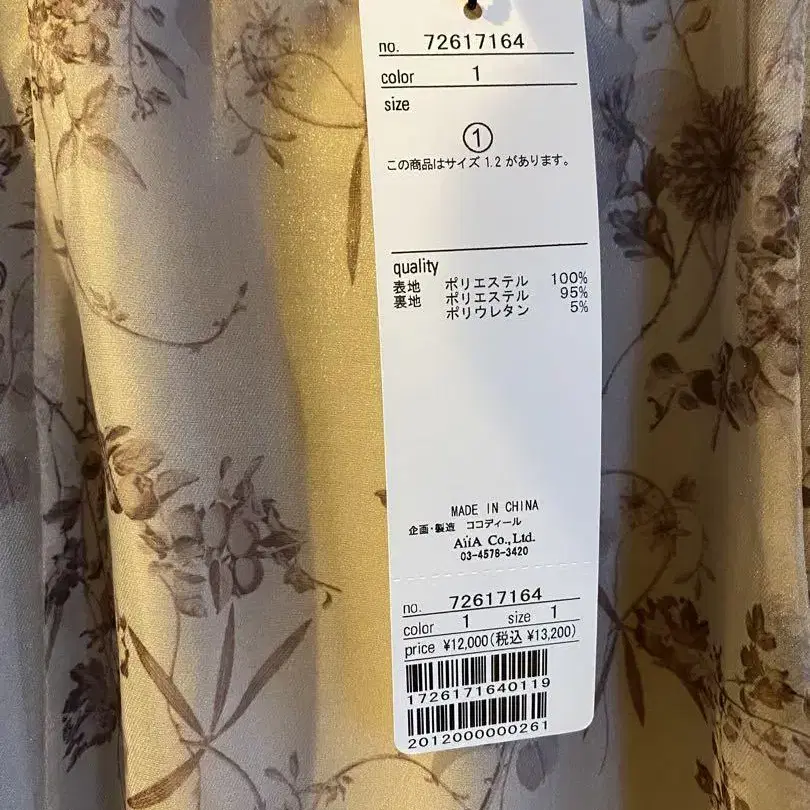 no. 72617164
color 1
size
①
この商品はサイズ 1.2 があります。
quality
表地 ポリエステル 100%
裏地 ポリエステル 95%
ポリウレタン 5%
MADE IN CHINA
企画・製造 ココディール
AiiA Co.,Ltd.
03-4578-3420
no. 72617164
color 1 size 1
price ¥12,000(税込 ¥13,200)
1726171640119
2012000000261